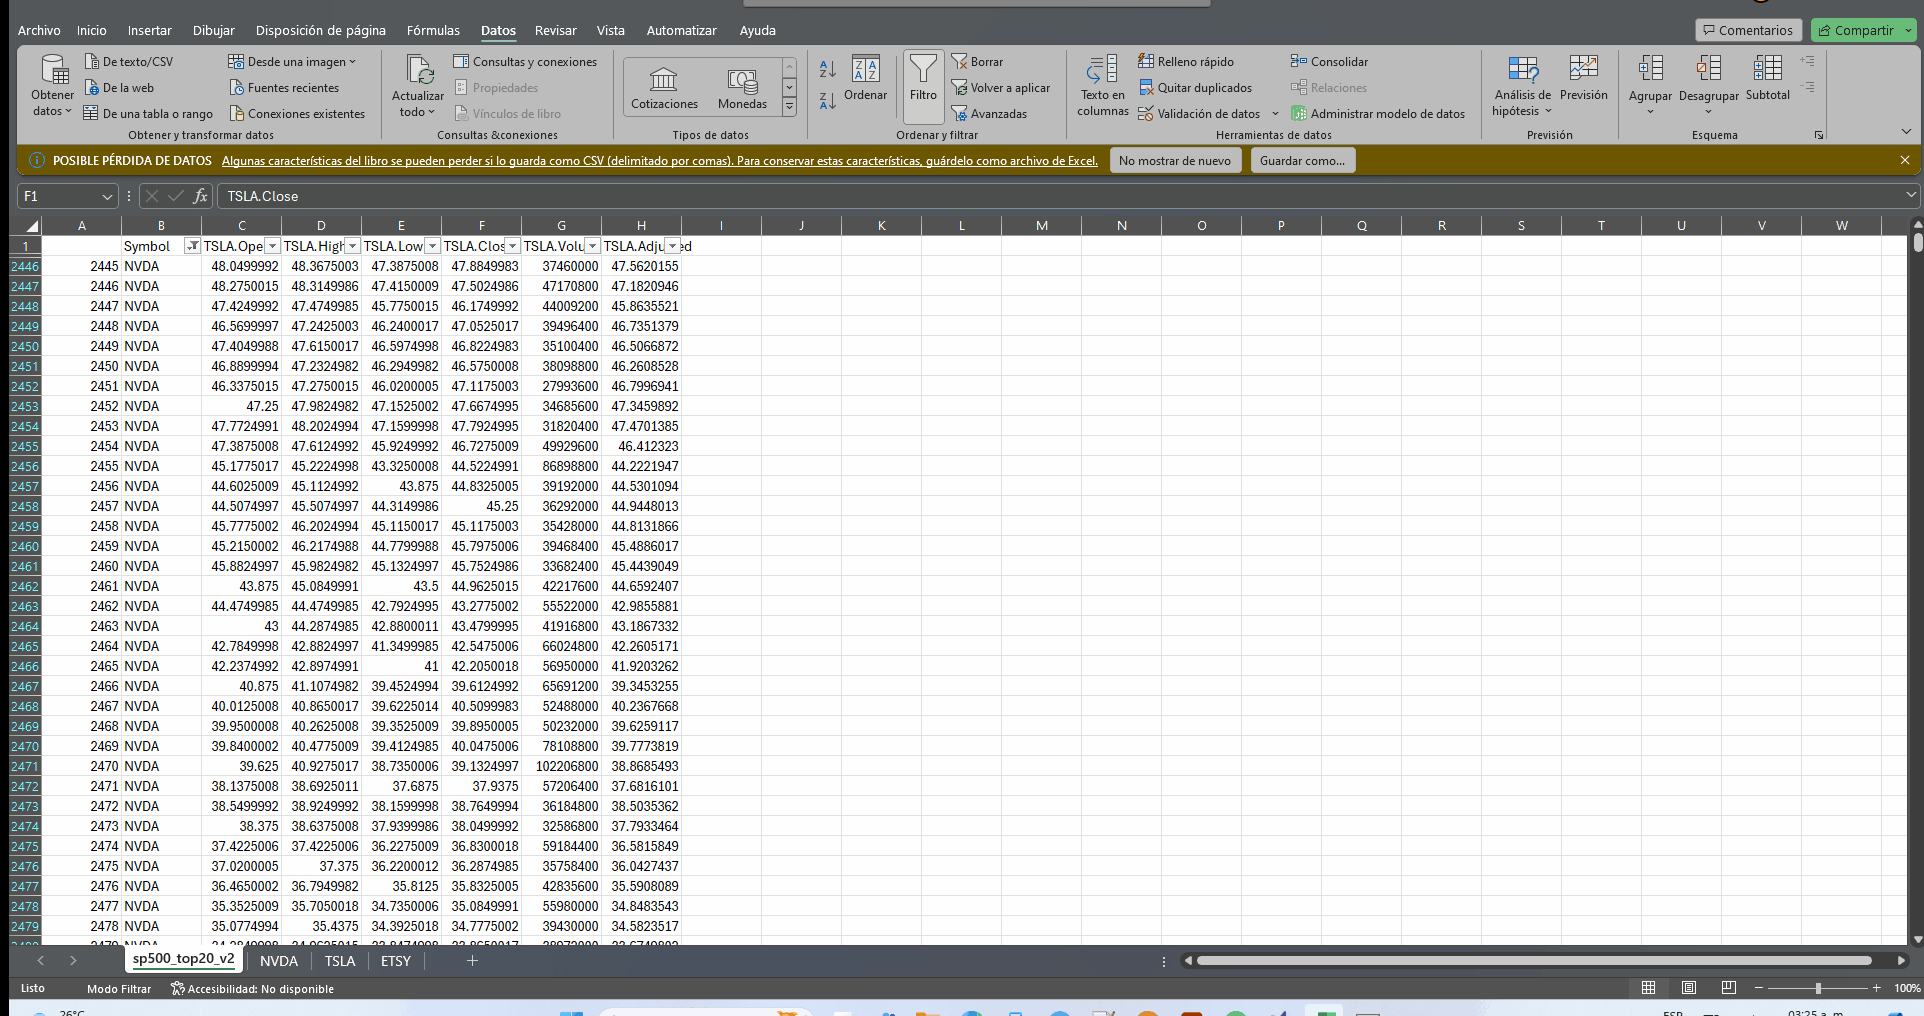 Archivo Inicio Insertar Dibujar Disposición de página Fórmulas Datos Revisar Vista Automatizar Ayuda Comentarios Compartir
Obtener datos De texto/CSV De la web De una tabla o rango Desde una imagen Fuentes recientes Conexiones existentes
Obtener y transformar datos
Actualizar todo Consultas y conexiones Propiedades Vínculos de libro
Consultas &conexiones
Cotizaciones Monedas
Tipos de datos
Ordenar Filtro Borrar Volver a aplicar Avanzadas
Ordenar y filtrar
Texto en columnas Relleno rápido Quitar duplicados Validación de datos Consolidar Relaciones Administrar modelo de datos
Herramientas de datos
Análisis de hipótesis Previsión
Previsión
Agrupar Desagrupar Subtotal
Esquema
POSIBLE PÉRDIDA DE DATOS Algunas características del libro se pueden perder si lo guarda como CSV (delimitado por comas). Para conservar estas características, guárdelo como archivo de Excel. No mostrar de nuevo Guardar como...
F1 fx TSLA.Close
A B C D E F G H I J K L M N O P Q R S T U V W
1 Symbol TSLA.Ope TSLA.High TSLA.Low TSLA.Clos TSLA.Volu TSLA.Adju ed
2446 2445 NVDA 48.0499992 48.3675003 47.3875008 47.8849983 37460000 47.5620155
2447 2446 NVDA 48.2750015 48.3149986 47.4150009 47.5024986 47170800 47.1820946
2448 2447 NVDA 47.4249992 47.4749985 45.7750015 46.1749992 44009200 45.8635521
2449 2448 NVDA 46.5699997 47.2425003 46.2400017 47.0525017 39496400 46.7351379
2450 2449 NVDA 47.4049988 47.6150017 46.5974998 46.8224983 35100400 46.5066872
2451 2450 NVDA 46.8899994 47.2324982 46.2949982 46.5750008 38098800 46.2608528
2452 2451 NVDA 46.3375015 47.2750015 46.0200005 47.1175003 27993600 46.7996941
2453 2452 NVDA 47.25 47.9824982 47.1525002 47.6674995 34685600 47.3459892
2454 2453 NVDA 47.7724991 48.2024994 47.1599998 47.7924995 31820400 47.4701385
2455 2454 NVDA 47.3875008 47.6124992 45.9249992 46.7275009 49929600 46.412323
2456 2455 NVDA 45.1775017 45.2224998 43.3250008 44.5224991 86898800 44.2221947
2457 2456 NVDA 44.6025009 45.1124992 43.875 44.8325005 39192000 44.5301094
2458 2457 NVDA 44.5074997 45.5074997 44.3149986 45.25 36292000 44.9448013
2459 2458 NVDA 45.7775002 46.2024994 45.1150017 45.1175003 35428000 44.8131866
2460 2459 NVDA 45.2150002 46.2174988 44.7799988 45.7975006 39468400 45.4886017
2461 2460 NVDA 45.8824997 45.9824982 45.1324997 45.7524986 33682400 45.4439049
2462 2461 NVDA 43.875 45.0849991 43.5 44.9625015 42217600 44.6592407
2463 2462 NVDA 44.4749985 44.4749985 42.7924995 43.2775002 55522000 42.9855881
2464 2463 NVDA 43 44.2874985 42.8800011 43.4799995 41916800 43.1867332
2465 2464 NVDA 42.7849998 42.8824997 41.3499985 42.5475006 66024800 42.2605171
2466 2465 NVDA 42.2374992 42.8974991 41 42.2050018 56950000 41.9203262
2467 2466 NVDA 40.875 41.1074982 39.4524994 39.6124992 65691200 39.3453255
2468 2467 NVDA 40.0125008 40.8650017 39.6225014 40.5099983 52488000 40.2367668
2469 2468 NVDA 39.9500008 40.2625008 39.3525009 39.8950005 50232000 39.6259117
2470 2469 NVDA 39.8400002 40.4775009 39.4124985 40.0475006 78108800 39.7773819
2471 2470 NVDA 39.625 40.9275017 38.7350006 39.1324997 102206800 38.8685493
2472 2471 NVDA 38.1375008 38.6925011 37.6875 37.9375 57206400 37.6816101
2473 2472 NVDA 38.5499992 38.9249992 38.1599998 38.7649994 36184800 38.5035362
2474 2473 NVDA 38.375 38.6375008 37.9399986 38.0499992 32586800 37.7933464
2475 2474 NVDA 37.4225006 37.4225006 36.2275009 36.8300018 59184400 36.5815849
2476 2475 NVDA 37.0200005 37.375 36.2200012 36.2874985 35758400 36.0427437
2477 2476 NVDA 36.4650002 36.7949982 35.8125 35.8325005 42835600 35.5908089
2478 2477 NVDA 35.3525009 35.7050018 34.7350006 35.0849991 55980000 34.8483543
2479 2478 NVDA 35.0774994 35.4375 34.3925018 34.7775002 39430000 34.5823517
sp500_top20_v2 NVDA TSLA ETSY
Listo Modo Filtrar Accesibilidad: No disponible 100%
26°C